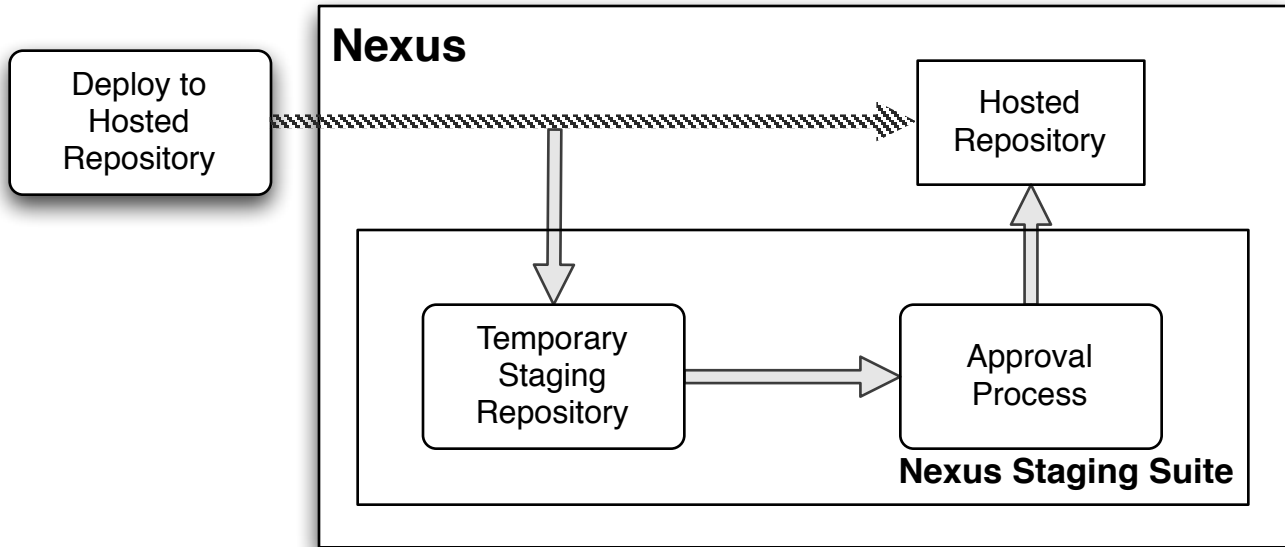 Nexus
Deploy to
Hosted
Repository
Hosted
Repository
Temporary
Staging
Repository
Approval
Process
Nexus Staging Suite